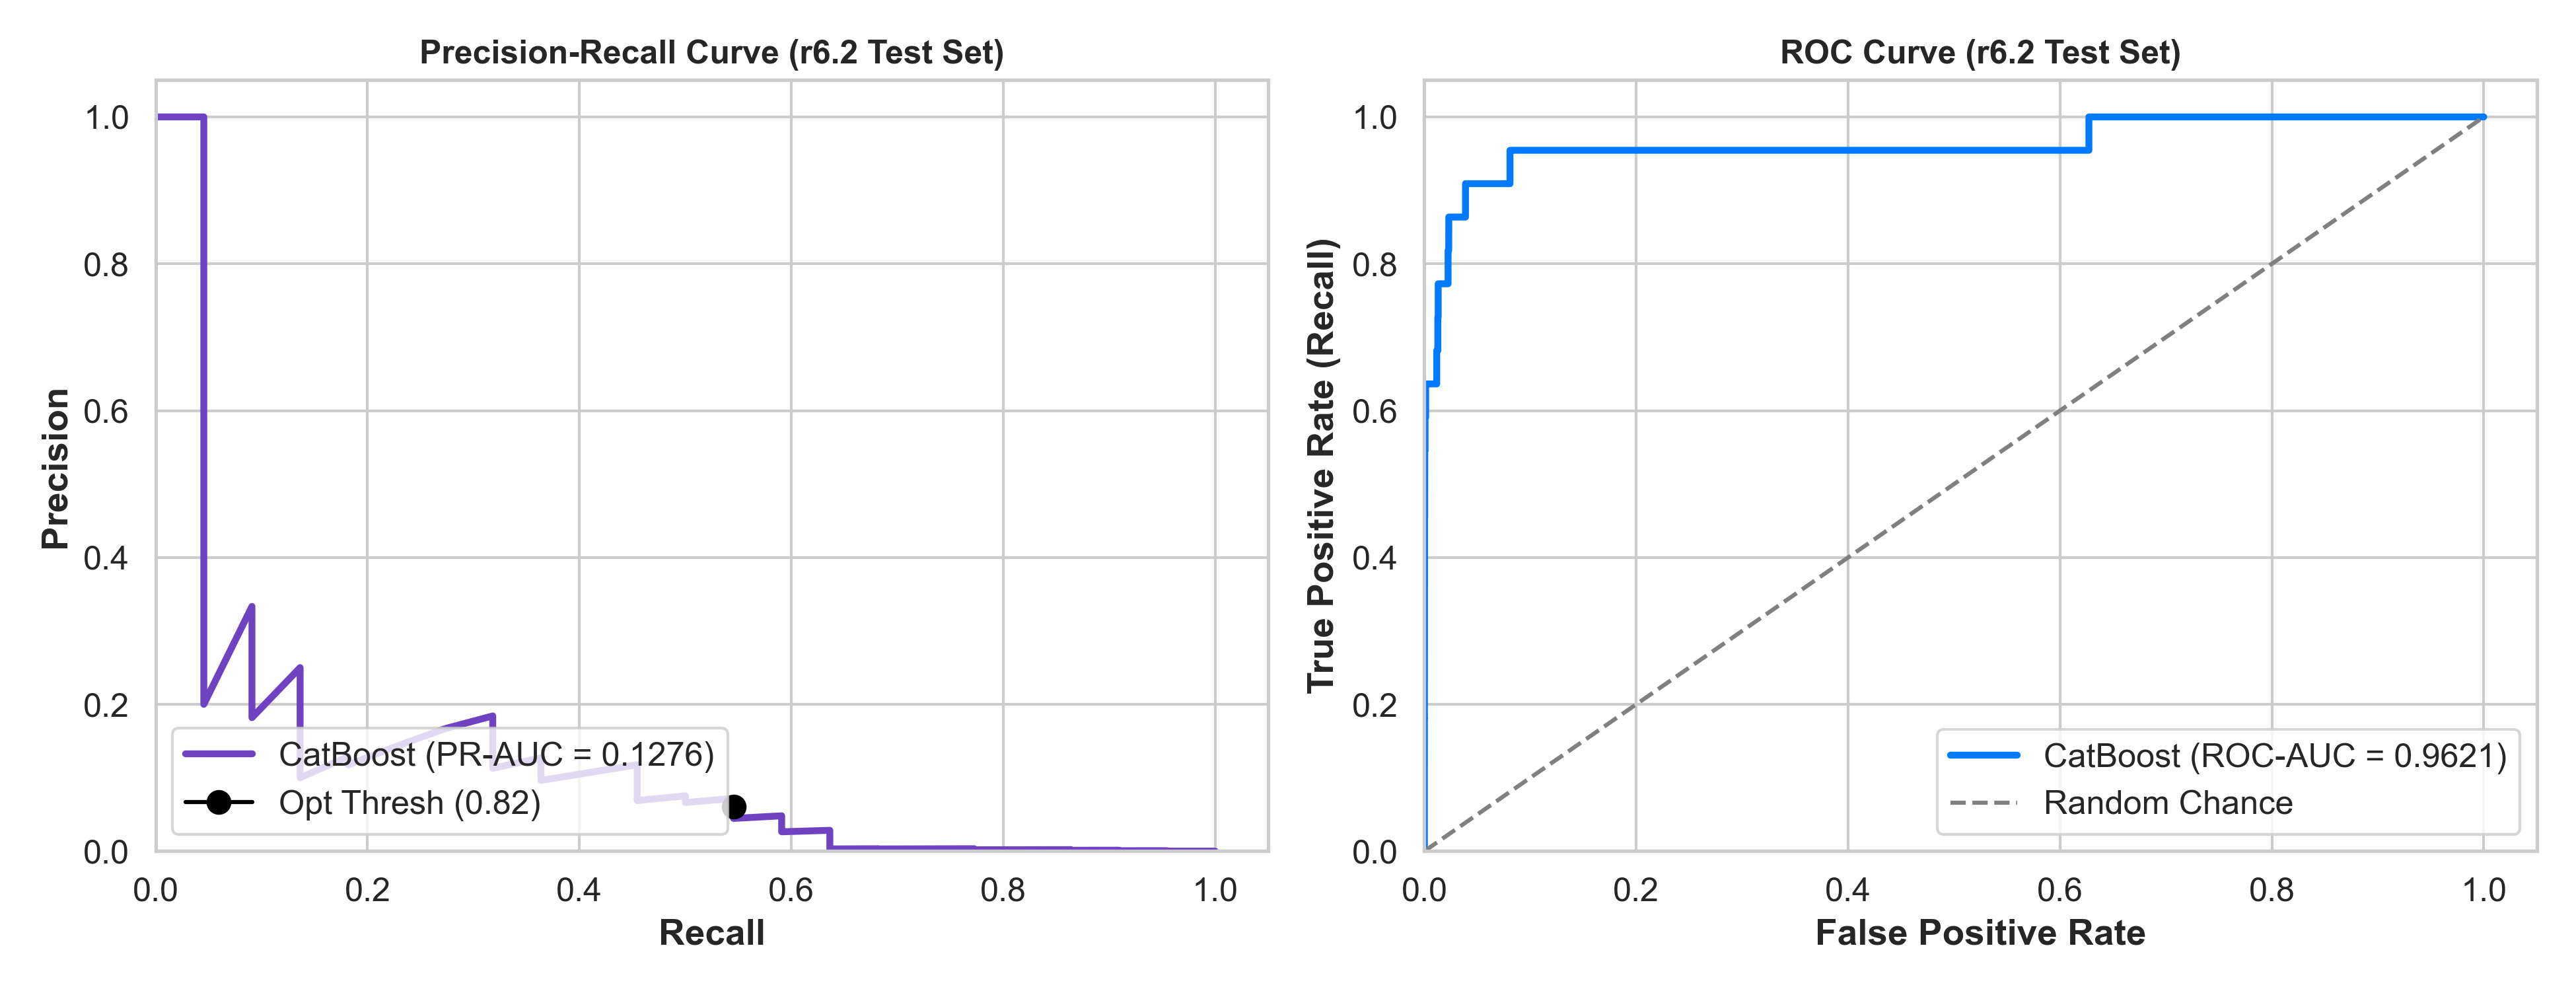 Precision-Recall Curve (r6.2 Test Set)
1.0
0.8
0.6
0.4
0.2
0.0
Precision
CatBoost (PR-AUC = 0.1276)
Opt Thresh (0.82)
0.0 0.2 0.4 0.6 0.8 1.0
Recall
ROC Curve (r6.2 Test Set)
1.0
0.8
0.6
0.4
0.2
0.0
True Positive Rate (Recall)
CatBoost (ROC-AUC = 0.9621)
Random Chance
0.0 0.2 0.4 0.6 0.8 1.0
False Positive Rate